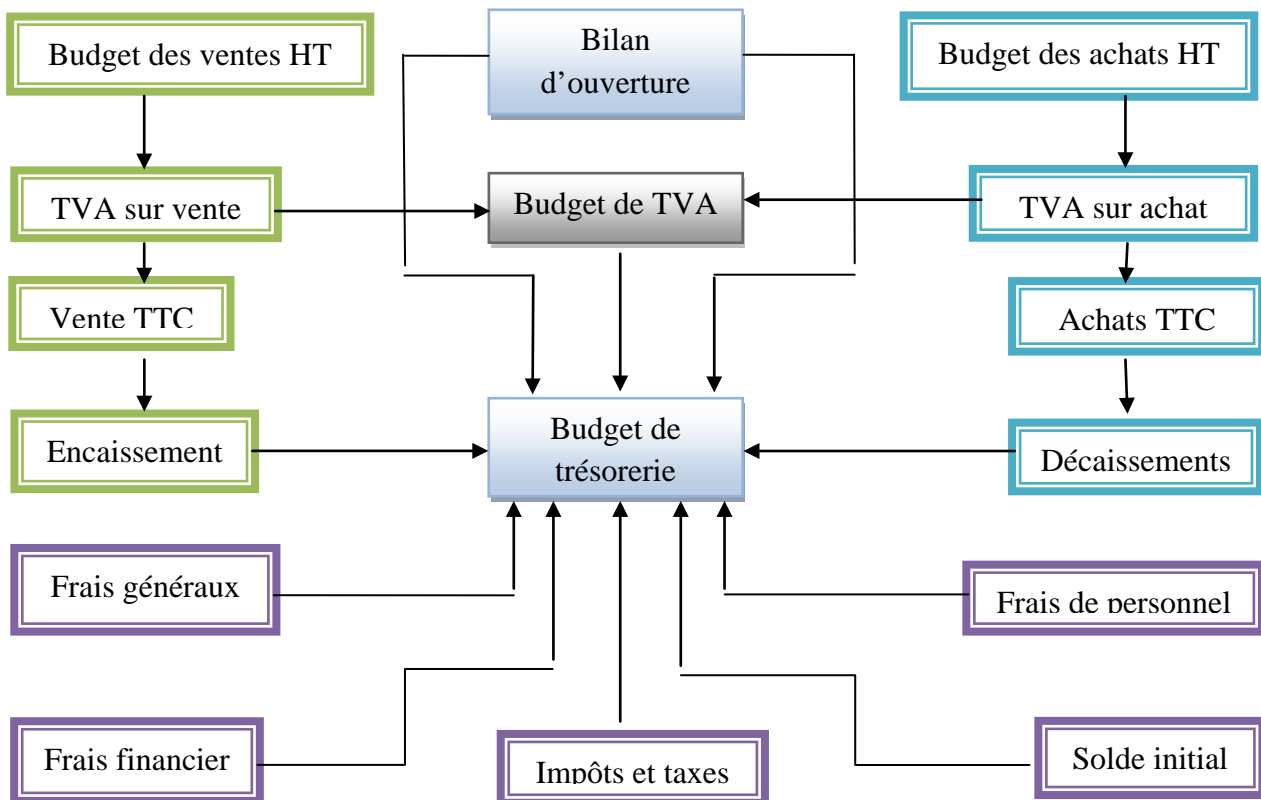 Budget des ventes HT
Bilan
d’ouverture
Budget des achats HT
TVA sur vente
Budget de TVA
TVA sur achat
Vente TTC
Achats TTC
Encaissement
Budget de
trésorerie
Décaissements
Frais généraux
Frais de personnel
Frais financier
Impôts et taxes
Solde initial